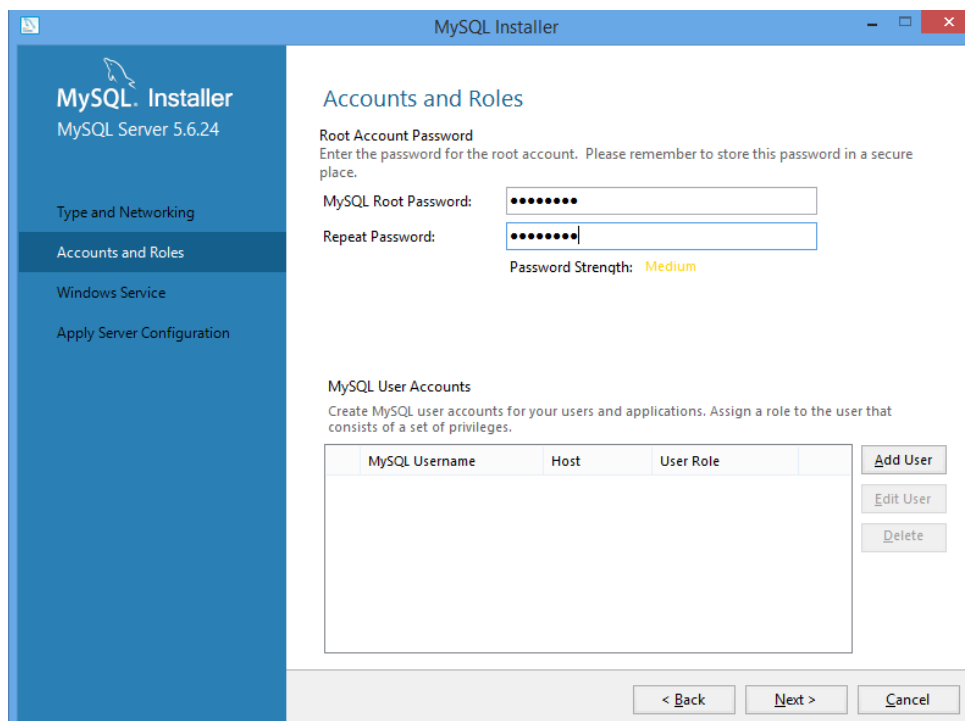 MySQL Installer
MySQL. Installer
MySQL Server 5.6.24
Type and Networking
Accounts and Roles
Windows Service
Apply Server Configuration
Accounts and Roles
Root Account Password
Enter the password for the root account.  Please remember to store this password in a secure
place.
MySQL Root Password: ●●●●●●●●
Repeat Password: ●●●●●●●●
Password Strength: Medium
MySQL User Accounts
Create MySQL user accounts for your users and applications. Assign a role to the user that
consists of a set of privileges.
MySQL Username Host User Role
Add User
Edit User
Delete
< Back Next > Cancel